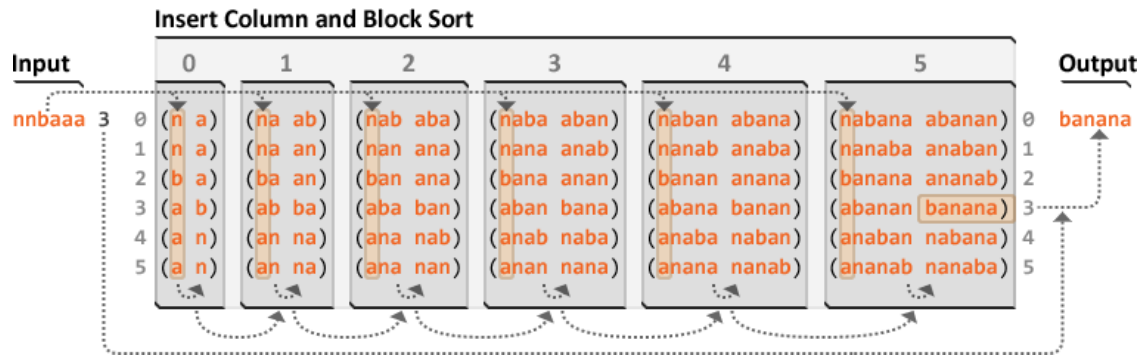 Insert Column and Block Sort
Input 0 1 2 3 4 5 Output
nnbaaa 3 0 (n a) (na ab) (nab aba) (naba aban) (naban abana) (nabana abanan) 0 banana
1 (n a) (na an) (nan ana) (nana anab) (nanab anaba) (nanaba anaban) 1
2 (b a) (ba an) (ban ana) (bana anan) (banan anana) (banana ananab) 2
3 (a b) (ab ba) (aba ban) (aban bana) (abana banan) (abanan banana) 3
4 (a n) (an na) (ana nab) (anab naba) (anaba naban) (anaban nabana) 4
5 (a n) (an na) (ana nan) (anan nana) (anana nanab) (ananab nanaba) 5